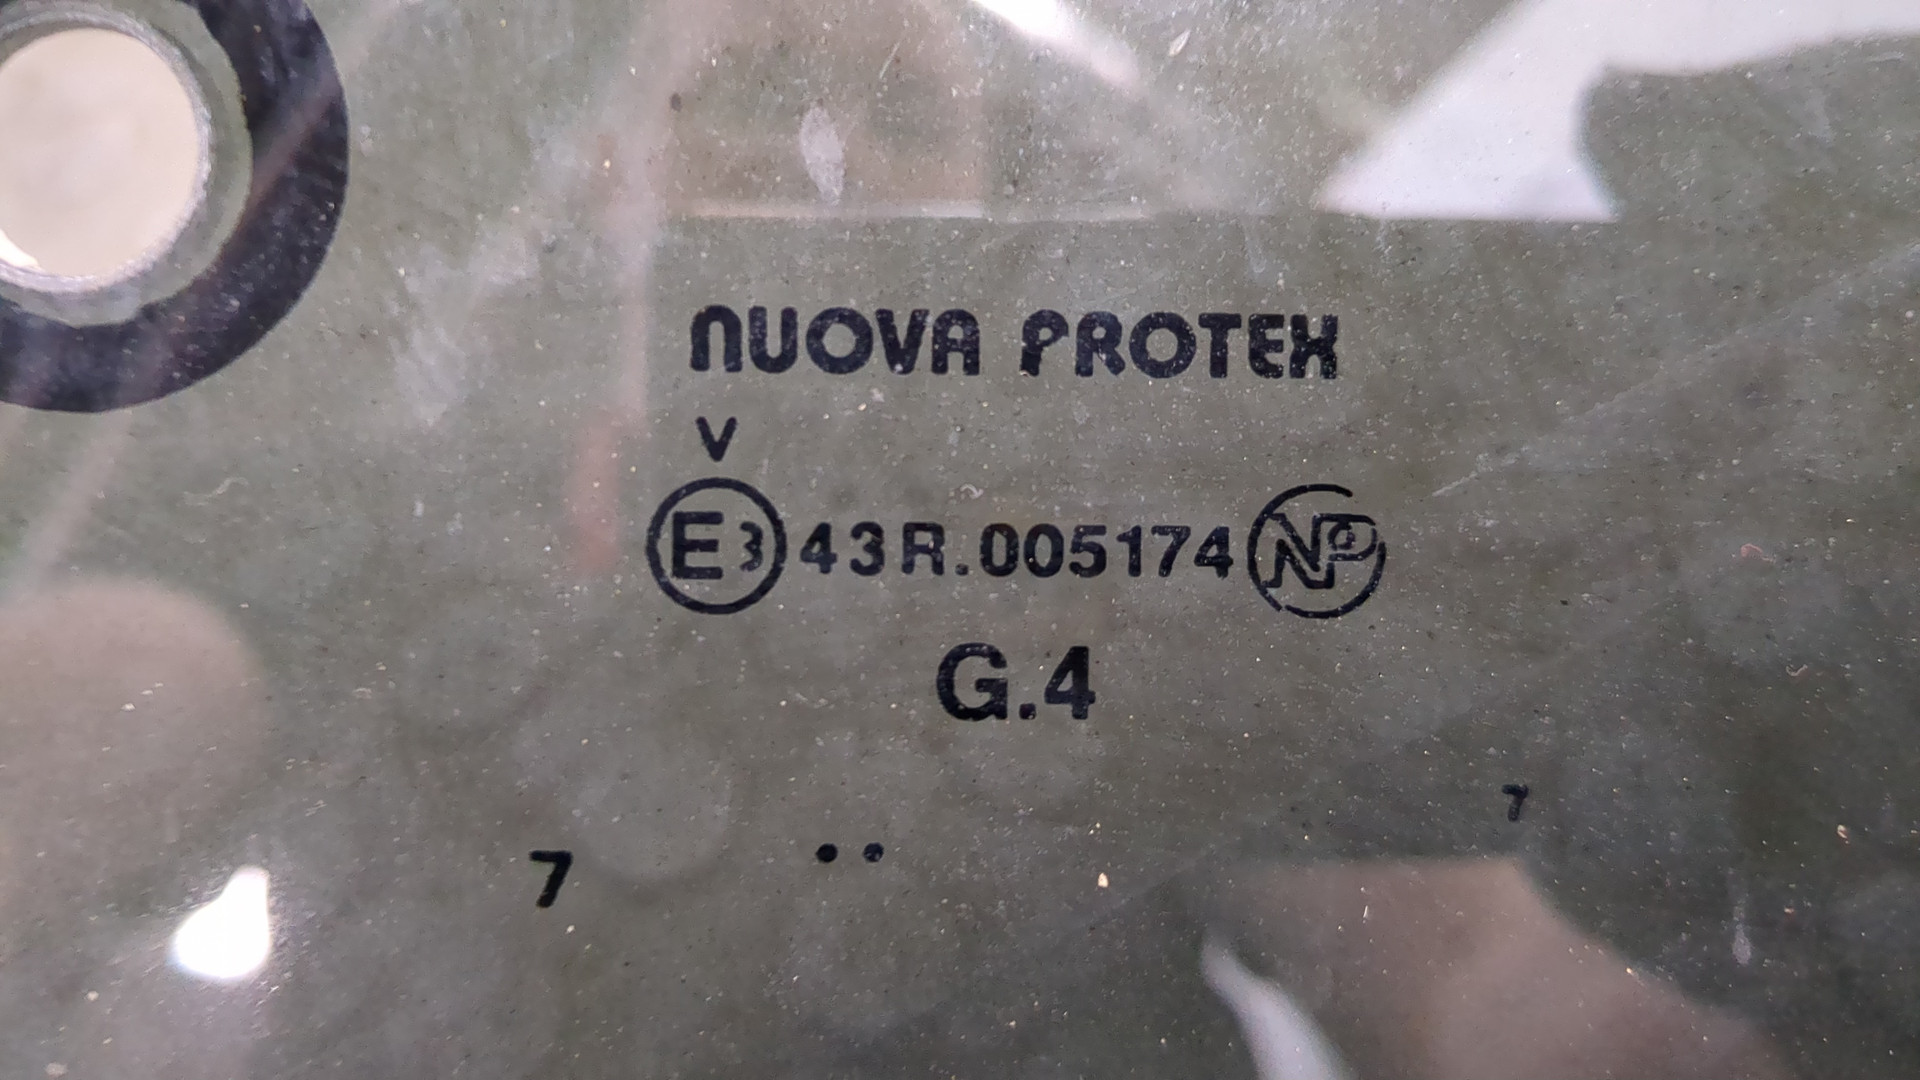 NUOVA PROTEX
V
E3 43R.005174 NP
G.4
7
7 ..